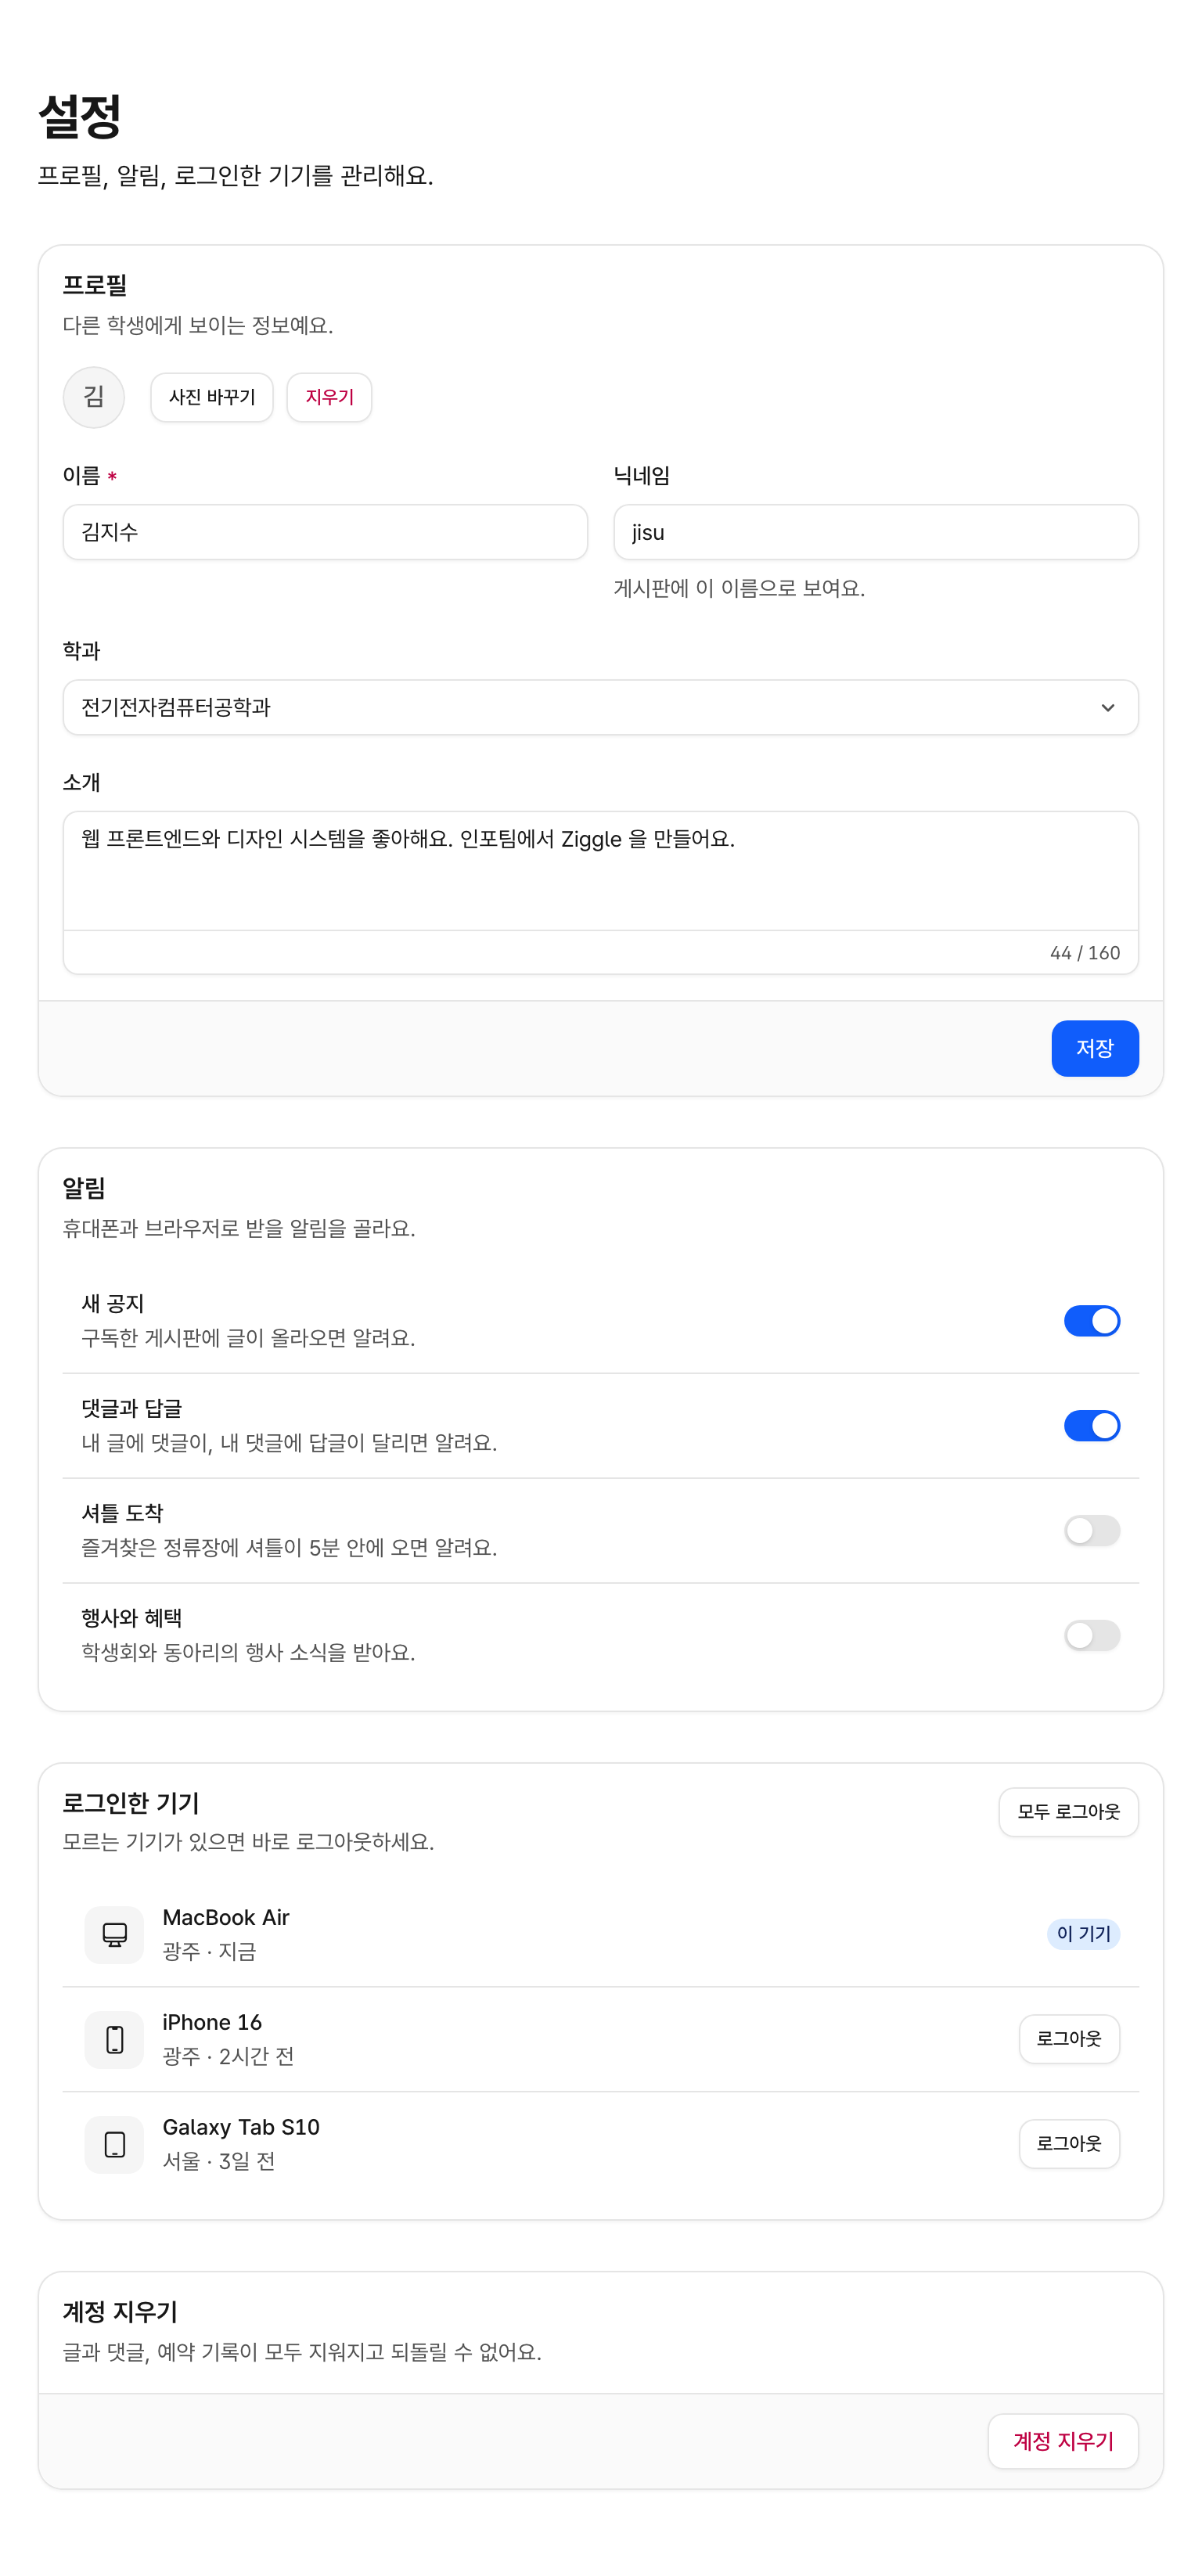 설정
프로필, 알림, 로그인한 기기를 관리해요.
프로필
다른 학생에게 보이는 정보예요.
김
사진 바꾸기
지우기
이름 *
닉네임
김지수
jisu
게시판에 이 이름으로 보여요.
학과
전기전자컴퓨터공학과
소개
웹 프론트엔드와 디자인 시스템을 좋아해요. 인포팀에서 Ziggle 을 만들어요.
44 / 160
저장
알림
휴대폰과 브라우저로 받을 알림을 골라요.
새 공지
구독한 게시판에 글이 올라오면 알려요.
댓글과 답글
내 글에 댓글이, 내 댓글에 답글이 달리면 알려요.
셔틀 도착
즐겨찾은 정류장에 셔틀이 5분 안에 오면 알려요.
행사와 혜택
학생회와 동아리의 행사 소식을 받아요.
로그인한 기기
모두 로그아웃
모르는 기기가 있으면 바로 로그아웃하세요.
MacBook Air
광주 · 지금
이 기기
iPhone 16
광주 · 2시간 전
로그아웃
Galaxy Tab S10
서울 · 3일 전
로그아웃
계정 지우기
글과 댓글, 예약 기록이 모두 지워지고 되돌릴 수 없어요.
계정 지우기